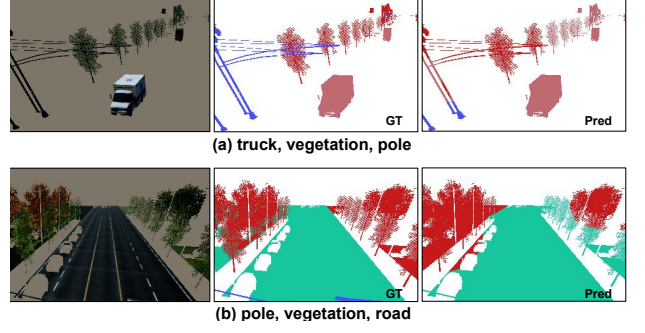 GT
Pred
(a) truck, vegetation, pole
GT
Pred
(b) pole, vegetation, road